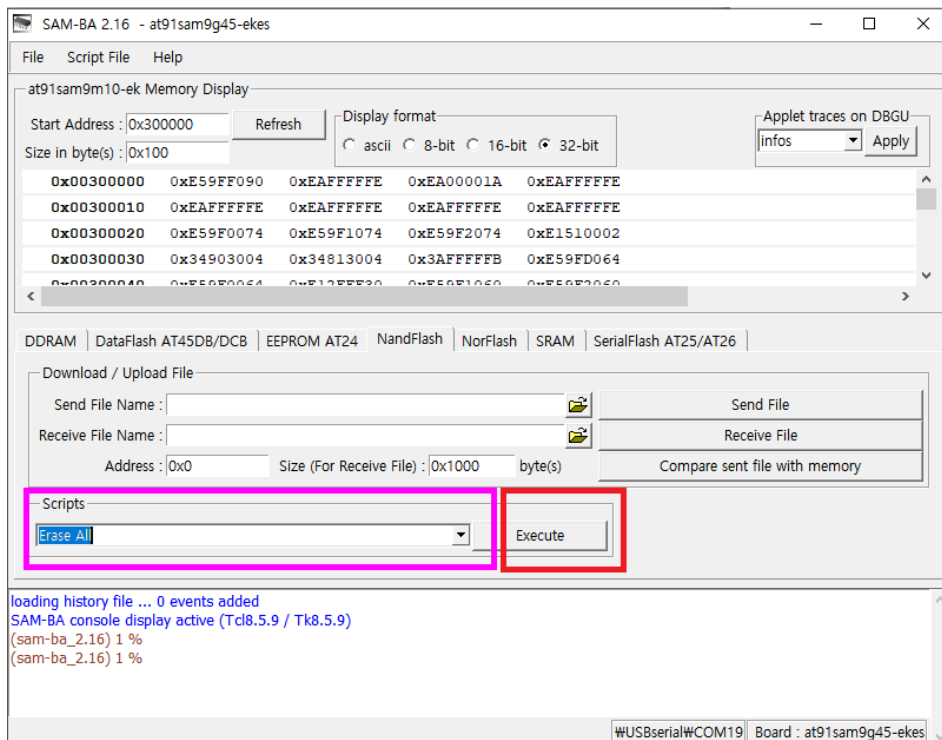 SAM-BA 2.16 - at91sam9g45-ekes
File Script File Help
at91sam9m10-ek Memory Display
Start Address : 0x300000 Refresh
Size in byte(s) : 0x100
Display format
ascii 8-bit 16-bit 32-bit
Applet traces on DBGU
infos Apply
0x00300000 0xE59FF090 0xEAFFFFFE 0xEA00001A 0xEAFFFFFE
0x00300010 0xEAFFFFFE 0xEAFFFFFE 0xEAFFFFFE 0xEAFFFFFE
0x00300020 0xE59F0074 0xE59F1074 0xE59F2074 0xE1510002
0x00300030 0x34903004 0x34813004 0x3AFFFFFB 0xE59FD064
0x00300040 0xE59F0064 0xE12FFF30 0xE59F1060 0xE59F2060
DDRAM DataFlash AT45DB/DCB EEPROM AT24 NandFlash NorFlash SRAM SerialFlash AT25/AT26
Download / Upload File
Send File Name : Send File
Receive File Name : Receive File
Address : 0x0 Size (For Receive File) : 0x1000 byte(s) Compare sent file with memory
Scripts
Erase All Execute
loading history file ... 0 events added
SAM-BA console display active (Tcl8.5.9 / Tk8.5.9)
(sam-ba_2.16) 1 %
(sam-ba_2.16) 1 %
₩USBserial₩COM19 Board : at91sam9g45-ekes